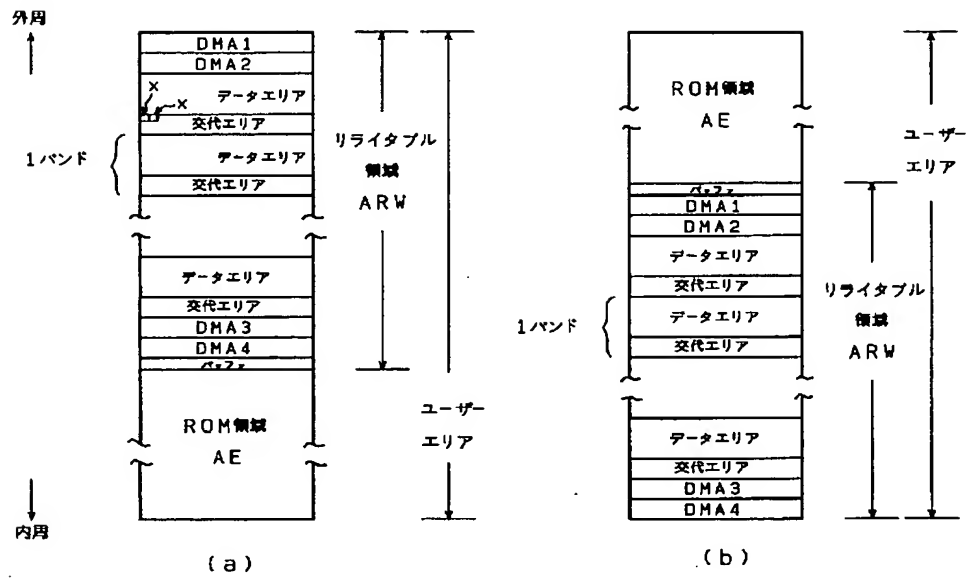 外周
DMA1
DMA2
X
X
データエリア
交代エリア
1バンド
データエリア
交代エリア
リライタブル
領域
ARW
データエリア
交代エリア
DMA3
DMA4
バッファ
ROM領域
AE
ユーザー
エリア
内周
(a)
ROM領域
AE
ユーザー
エリア
バッファ
DMA1
DMA2
データエリア
交代エリア
1バンド
データエリア
交代エリア
リライタブル
領域
ARW
データエリア
交代エリア
DMA3
DMA4
(b)